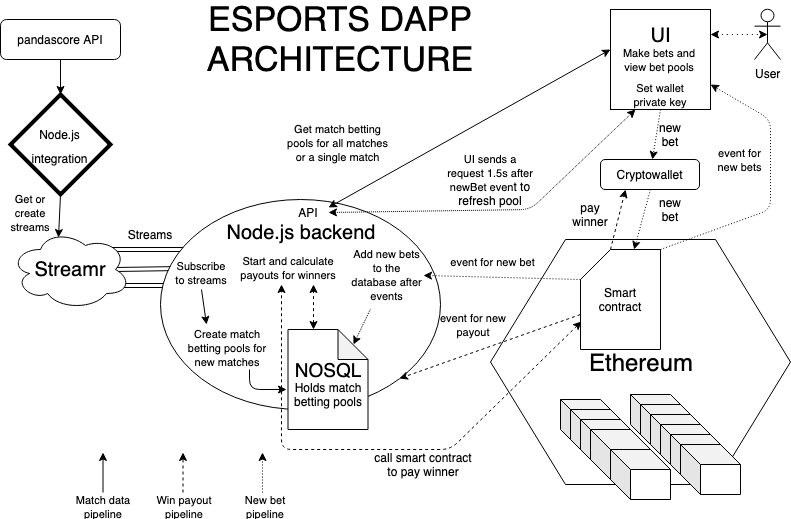 ESPORTS DAPP
ARCHITECTURE
pandascore API
Node.js
integration
Get or
create
streams
Streamr
Streams
Get match betting
pools for all matches
or a single match
UI sends a
request 1.5s after
newBet event to
refresh pool
UI
Make bets and
view bet pools
Set wallet
private key
User
new
bet
event for
new bets
Cryptowallet
pay
winner
new
bet
API
Node.js backend
Subscribe
to streams
Start and calculate
payouts for winners
Add new bets
to the
database after
events
Create match
betting pools for
new matches
NOSQL
Holds match
betting pools
event for new bet
event for new
payout
Smart
contract
Ethereum
call smart contract
to pay winner
Match data
pipeline
Win payout
pipeline
New bet
pipeline